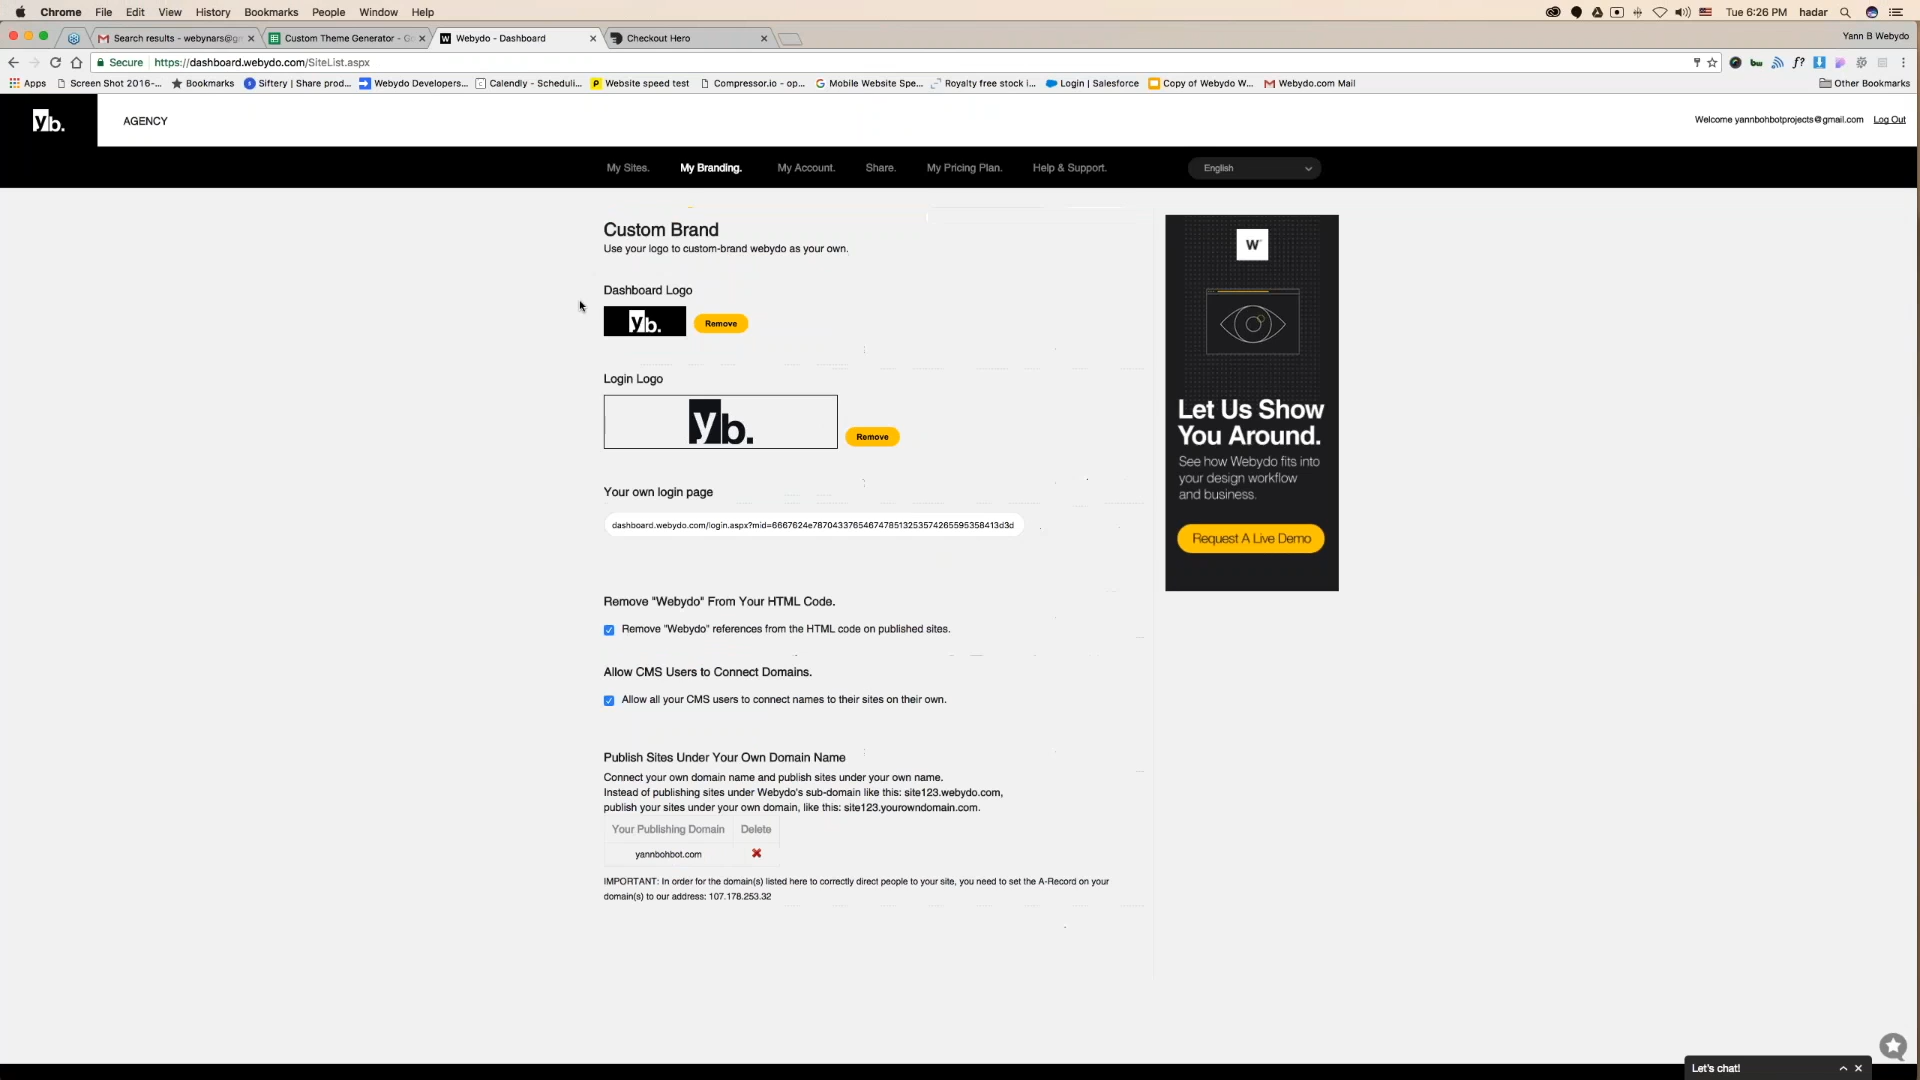 Chrome File Edit View History Bookmarks People Window Help
Tue 6:26 PM hadar
Search results - webynars@g
Custom Theme Generator - G
Webydo - Dashboard
Checkout Hero
Yann B Webydo
Secure https://dashboard.webydo.com/SiteList.aspx
Apps Screen Shot 2016-... Bookmarks Siftery | Share prod... Webydo Developers... Calendly - Scheduli... Website speed test Compressor.io - op... Mobile Website Spe... Royalty free stock i... Login | Salesforce Copy of Webydo W... Webydo.com Mail Other Bookmarks
yb.
AGENCY
Welcome yannbohbotprojects@gmail.com Log Out
My Sites. My Branding. My Account. Share. My Pricing Plan. Help & Support. English
Custom Brand
Use your logo to custom-brand webydo as your own.
Dashboard Logo
yb. Remove
Login Logo
yb. Remove
Your own login page
dashboard.webydo.com/login.aspx?mid=6667624e7870433765467478513253574265595358413d3d
Remove "Webydo" From Your HTML Code.
Remove "Webydo" references from the HTML code on published sites.
Allow CMS Users to Connect Domains.
Allow all your CMS users to connect names to their sites on their own.
Publish Sites Under Your Own Domain Name
Connect your own domain name and publish sites under your own name.
Instead of publishing sites under Webydo's sub-domain like this: site123.webydo.com,
publish your sites under your own domain, like this: site123.yourowndomain.com.
Your Publishing Domain Delete
yannbohbot.com
IMPORTANT: In order for the domain(s) listed here to correctly direct people to your site, you need to set the A-Record on your
domain(s) to our address: 107.178.253.32
W
Let Us Show
You Around.
See how Webydo fits into
your design workflow
and business.
Request A Live Demo
Let's chat!